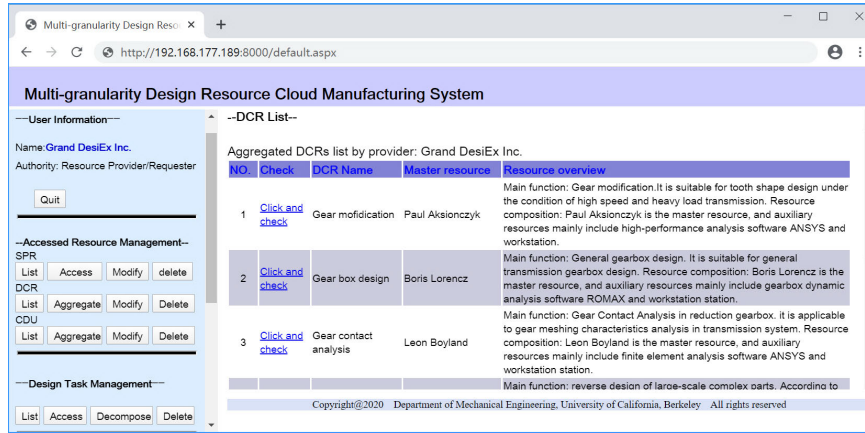 Multi-granularity Design Reso
http://192.168.177.189:8000/default.aspx
Multi-granularity Design Resource Cloud Manufacturing System
—User Information—
Name:Grand DesiEx Inc.
Authority: Resource Provider/Requester
Quit
--Accessed Resource Management--
SPR
List Access Modify delete
DCR
List Aggregate Modify Delete
CDU
List Aggregate Modify Delete
—Design Task Management—
List Access Decompose Delete
--DCR List--
Aggregated DCRs list by provider: Grand DesiEx Inc.
NO. Check DCR Name Master resource Resource overview
1 Click and check Gear mofidication Paul Aksionczyk
Main function: Gear modification.It is suitable for tooth shape design under
the condition of high speed and heavy load transmission. Resource
composition: Paul Aksionczyk is the master resource, and auxiliary
resources mainly include high-performance analysis software ANSYS and
workstation.
2 Click and check Gear box design Boris Lorencz
Main function: General gearbox design. It is suitable for general
transmission gearbox design. Resource composition: Boris Lorencz is the
master resource, and auxiliary resources mainly include gearbox dynamic
analysis software ROMAX and workstation station.
3 Click and check Gear contact analysis Leon Boyland
Main function: Gear Contact Analysis in reduction gearbox. it is applicable
to gear meshing characteristics Analysis in transmission system. Resource
composition: Leon Boyland is the master resource, and auxiliary
resources mainly include finite element analysis software ANSYS and
workstation station.
Main function: reverse design of large-scale complex parts. According to
Copyright@2020 Department of Mechanical Engineering, University of California, Berkeley All rights reserved